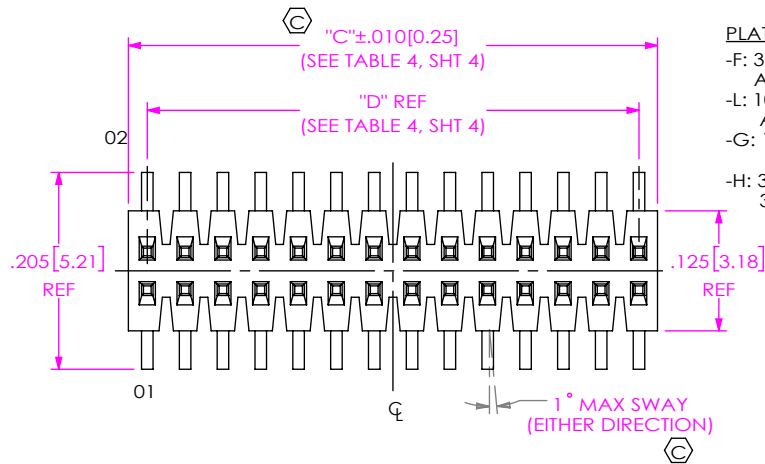 C
"C"±.010[0.25]
(SEE TABLE 4, SHT 4)
"D" REF
(SEE TABLE 4, SHT 4)
02
.205[5.21]
REF
.125[3.18]
REF
01
℄
1° MAX SWAY
(EITHER DIRECTION)
C
PLAT
-F: 3
A
-L: 10
A
-G: 1
-H: 3
3